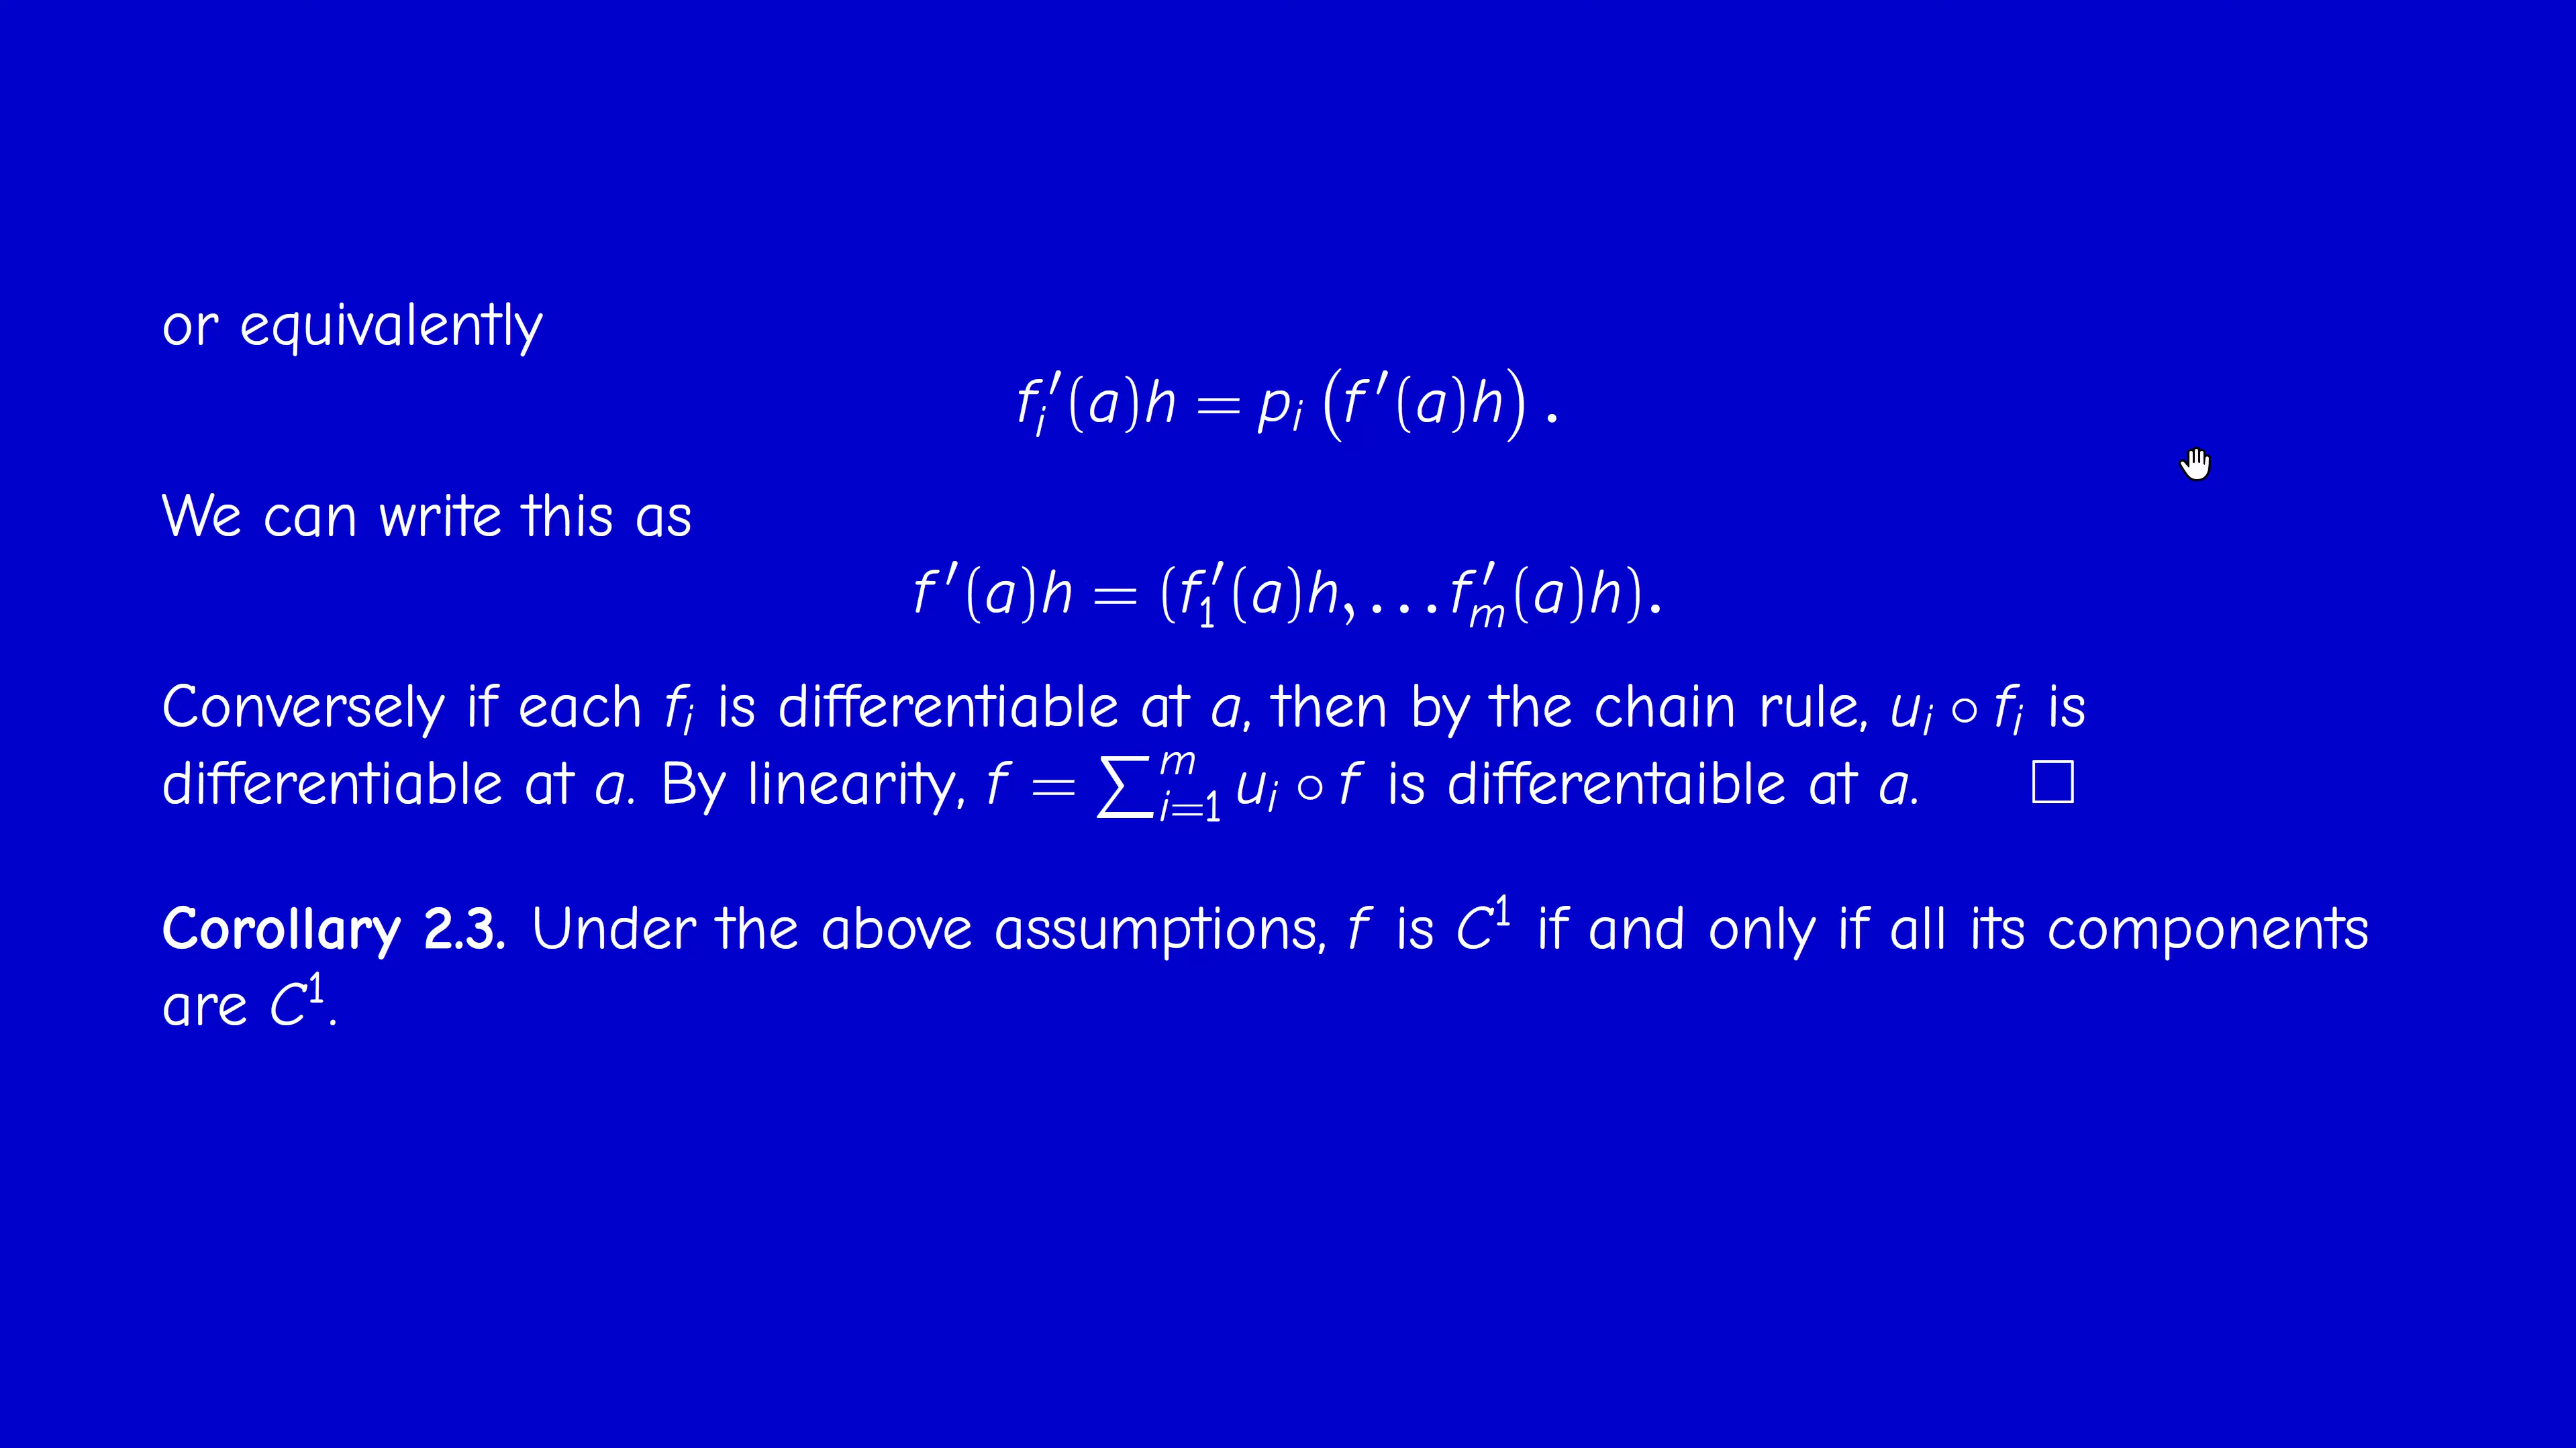 or equivalently
f_i′(a)h = p_i (f′(a)h) .
We can write this as
f′(a)h = (f_1′(a)h, … f_m′(a)h).
Conversely if each f_i is differentiable at a, then by the chain rule, u_i ∘ f_i is
differentiable at a. By linearity, f = ∑_{i=1}^{m} u_i ∘ f is differentaible at a. □
Corollary 2.3. Under the above assumptions, f is C^1 if and only if all its components
are C^1.